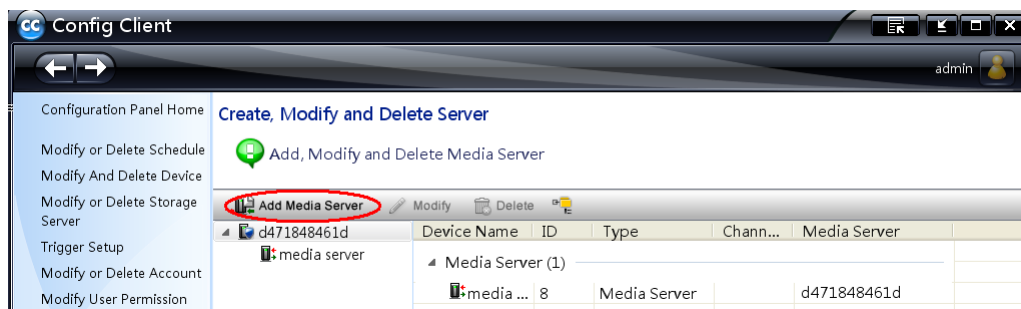 CC Config Client
admin
Configuration Panel Home
Modify or Delete Schedule
Modify And Delete Device
Modify or Delete Storage
Server
Trigger Setup
Modify or Delete Account
Modify User Permission
Create, Modify and Delete Server
Add, Modify and Delete Media Server
Add Media Server Modify Delete
d471848461d
media server
Device Name ID Type Chann... Media Server
Media Server (1)
media ... 8 Media Server d471848461d